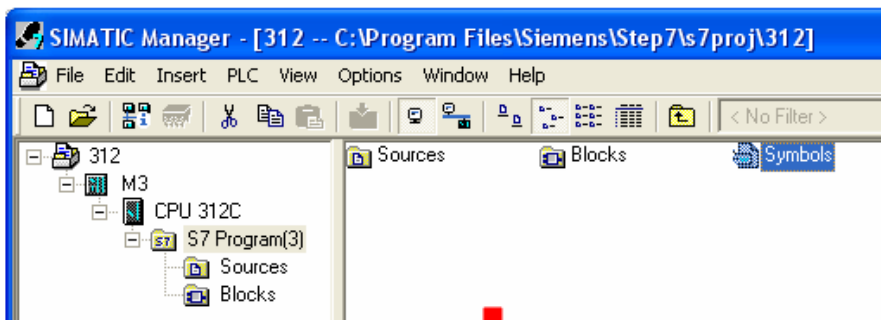 SIMATIC Manager - [312 -- C:\Program Files\Siemens\Step7\s7proj\312]
File Edit Insert PLC View Options Window Help
< No Filter >
312
M3
CPU 312C
S7 Program(3)
Sources
Blocks
Sources Blocks Symbols